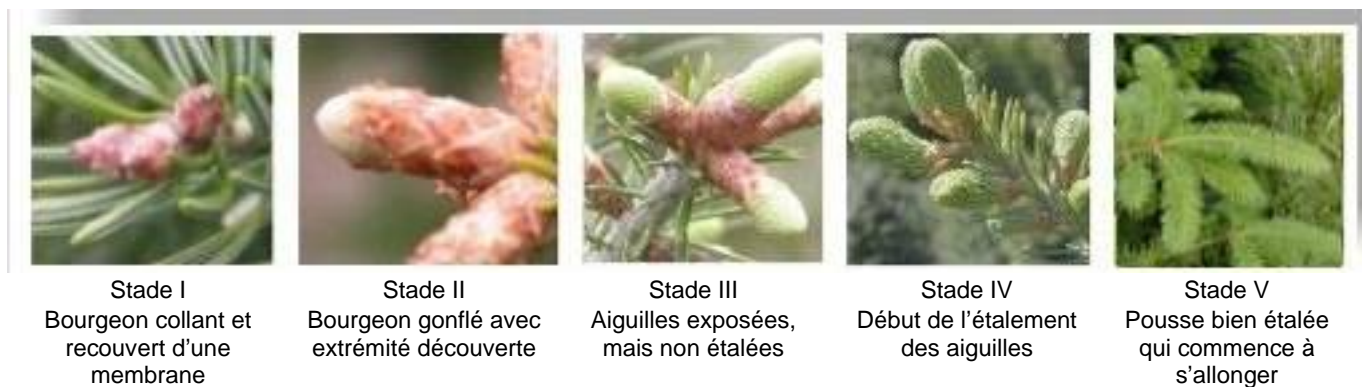 Stade I
Bourgeon collant et
recouvert d'une
membrane
Stade II
Bourgeon gonflé avec
extrémité découverte
Stade III
Aiguilles exposées,
mais non étalées
Stade IV
Début de l'étalement
des aiguilles
Stade V
Pousse bien étalée
qui commence à
s'allonger